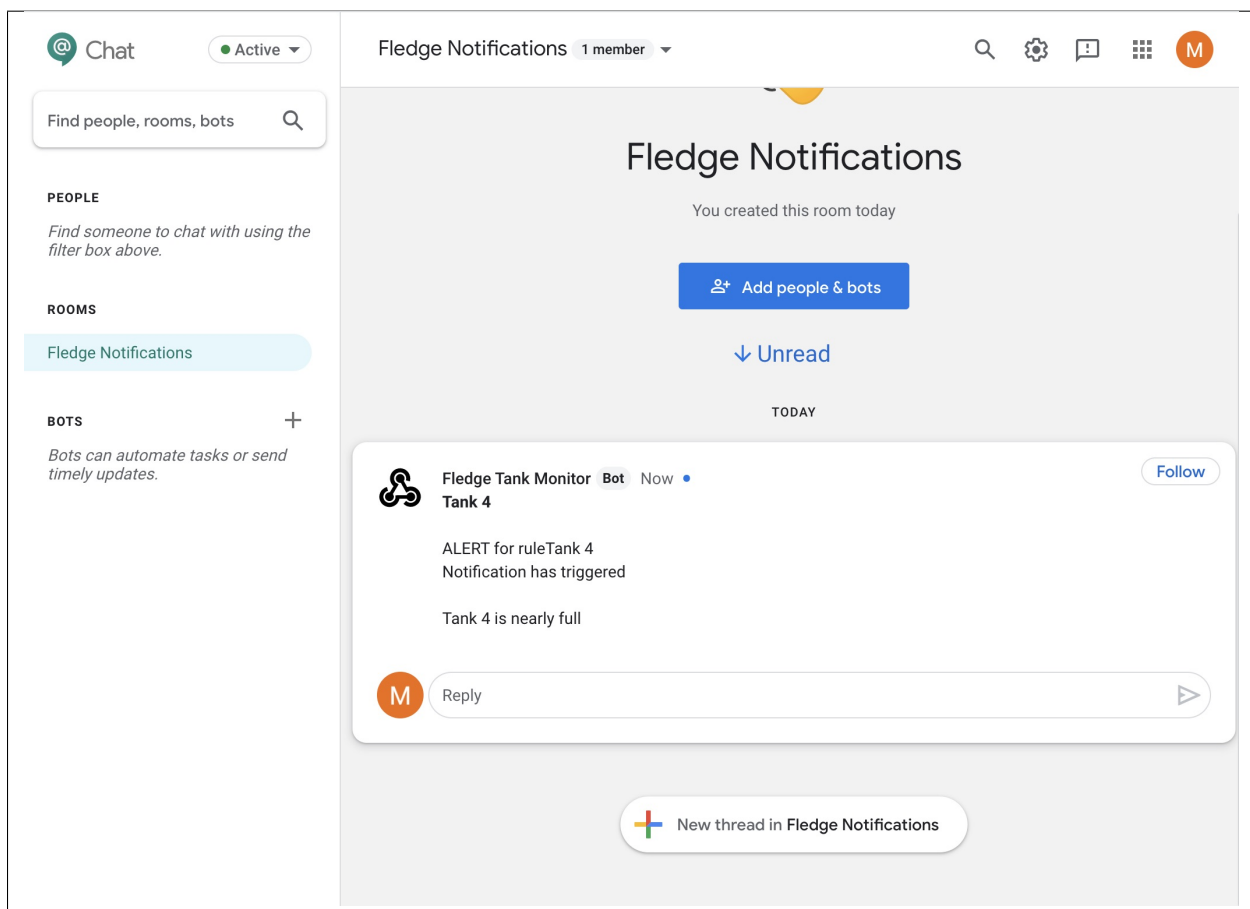 Chat
Active
Find people, rooms, bots
PEOPLE
Find someone to chat with using the
filter box above.
ROOMS
Fledge Notifications
BOTS
Bots can automate tasks or send
timely updates.
Fledge Notifications 1 member
M
Fledge Notifications
You created this room today
Add people & bots
Unread
TODAY
Fledge Tank Monitor Bot Now
Follow
Tank 4
ALERT for ruleTank 4
Notification has triggered
Tank 4 is nearly full
M
Reply
New thread in Fledge Notifications